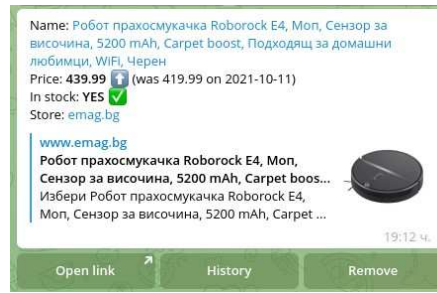 Name: Робот прахосмукачка Roborock E4, Моп, Сензор за
височина, 5200 mAh, Carpet boost, Подходящ за домашни
любимци, WiFi, Черен
Price: 439.99 ⬆️ (was 419.99 on 2021-10-11)
In stock: YES ✅
Store: emag.bg
www.emag.bg
Робот прахосмукачка Roborock E4, Моп,
Сензор за височина, 5200 mAh, Carpet boos...
Избери Робот прахосмукачка Roborock E4,
Моп, Сензор за височина, 5200 mAh, Carpet ...
19:12 ч.
Open link
History
Remove